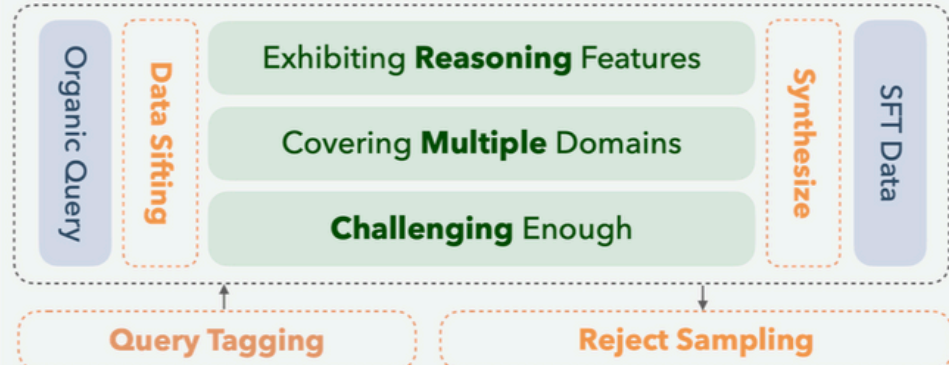 Organic Query
Data Sifting
Exhibiting Reasoning Features
Covering Multiple Domains
Challenging Enough
Synthesize
SFT Data
Query Tagging
Reject Sampling